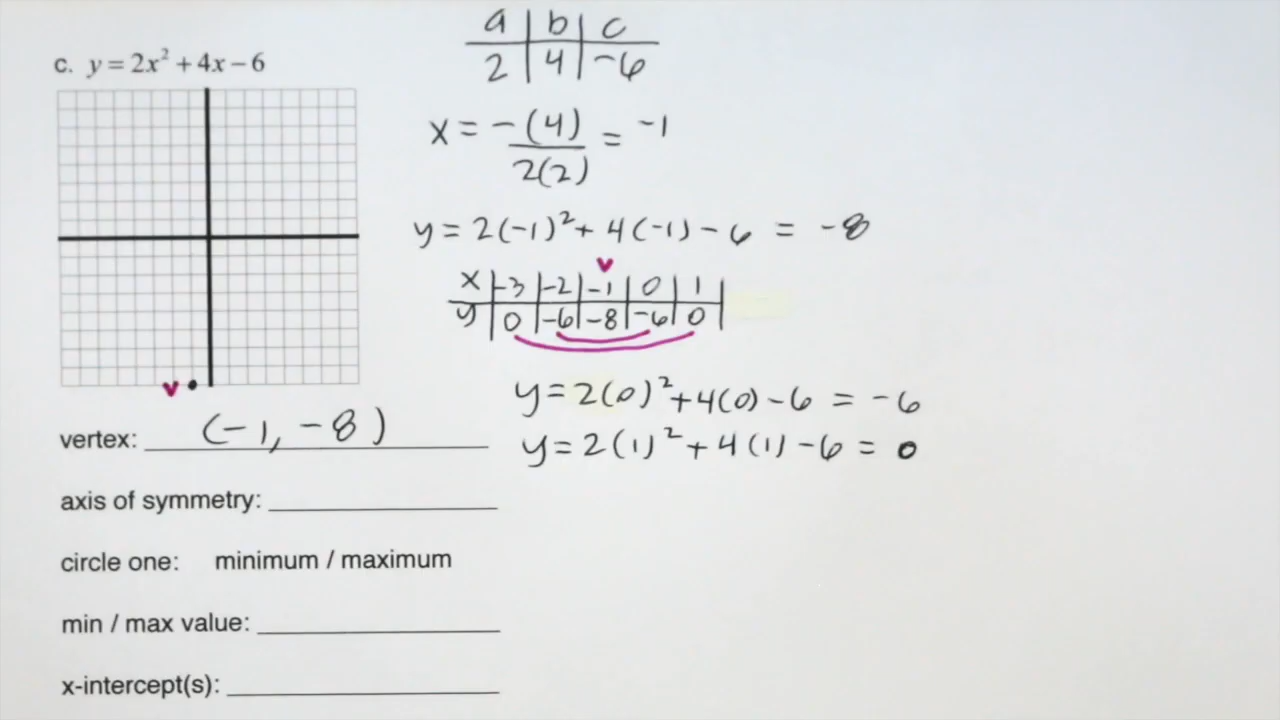 a b c
2 4 -6
c. y = 2x² + 4x - 6
x = -(4) / 2(2) = -1
y = 2(-1)² + 4(-1) - 6 = -8
v
x -3 -2 -1 0 1
y 0 -6 -8 -6 0
v
y = 2(0)² + 4(0) - 6 = -6
vertex: (-1, -8)
y = 2(1)² + 4(1) - 6 = 0
axis of symmetry:
circle one: minimum / maximum
min / max value:
x-intercept(s):